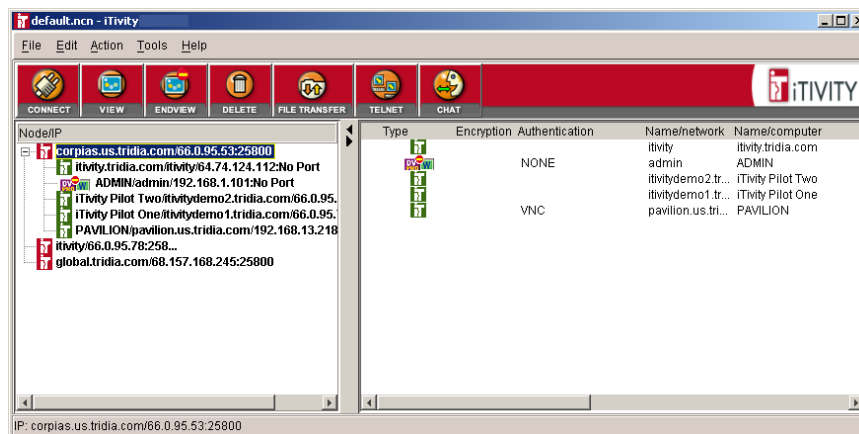 default.ncn - iTivity
File Edit Action Tools Help
CONNECT VIEW ENDVIEW DELETE FILE TRANSFER TELNET CHAT
iTIVITY
Node/IP
corpias.us.tridia.com/66.0.95.53:25800
itivity.tridia.com/itivity/64.74.124.112:No Port
ADMIN/admin/192.168.1.101:No Port
iTivity Pilot Two/itivitydemo2.tridia.com/66.0.95.
iTivity Pilot One/itivitydemo1.tridia.com/66.0.95.
PAVILION/pavilion.us.tridia.com/192.168.13.218
itivity/66.0.95.78:258...
global.tridia.com/68.157.168.245:25800
Type Encryption Authentication Name/network Name/computer
itivity itivity.tridia.com
NONE admin ADMIN
itivitydemo2.tr... iTivity Pilot Two
itivitydemo1.tr... iTivity Pilot One
VNC pavilion.us.tri... PAVILION
IP: corpias.us.tridia.com/66.0.95.53:25800